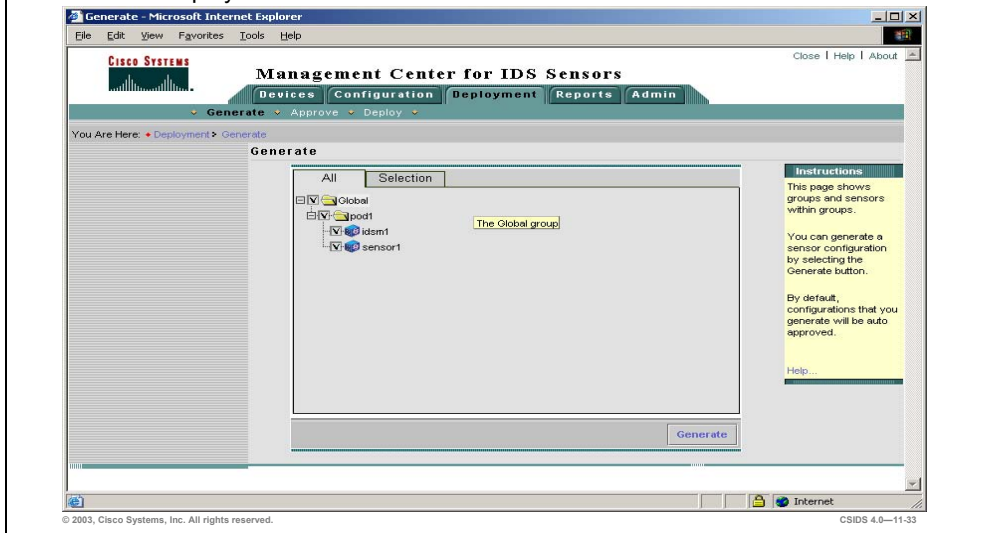 Generate - Microsoft Internet Explorer
File Edit View Favorites Tools Help
Close | Help | About
CISCO SYSTEMS
Management Center for IDS Sensors
Devices Configuration Deployment Reports Admin
Generate Approve Deploy
You Are Here: Deployment > Generate
Generate
All Selection
Global
pod1
The Global group
idsm1
sensor1
Instructions
This page shows
groups and sensors
within groups.
You can generate a
sensor configuration
by selecting the
Generate button.
By default,
configurations that you
generate will be auto
approved.
Help...
Generate
Internet
© 2003, Cisco Systems, Inc. All rights reserved.
CSIDS 4.0—11-33